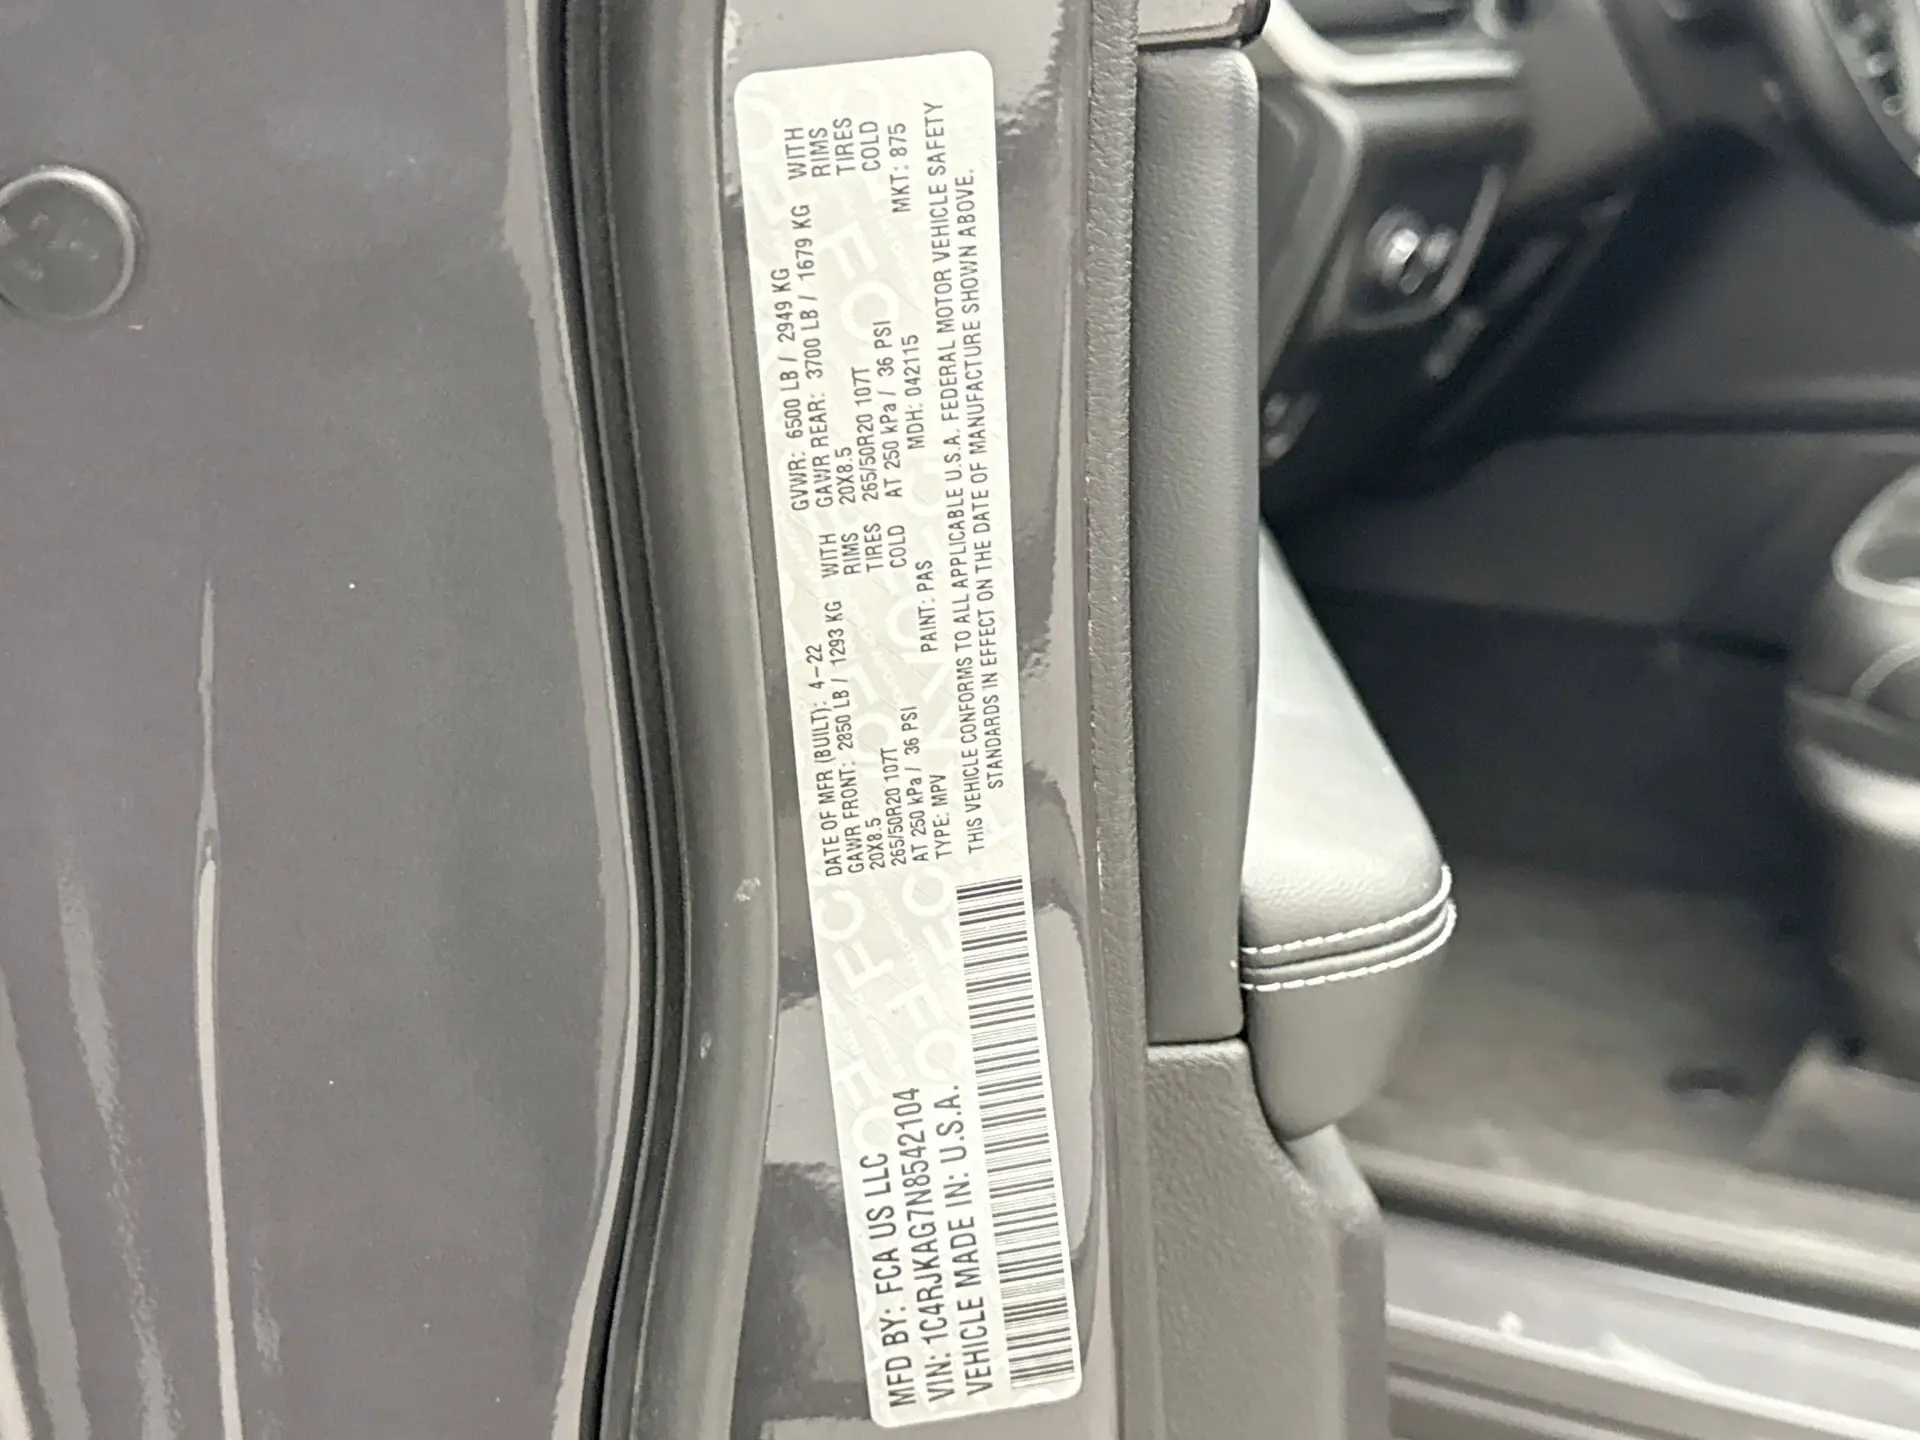 MFD BY: FCA US LLC
VIN: 1C4RJKAG7N8542104
VEHICLE MADE IN: U.S.A.
DATE OF MFR (BUILT): 4-22
GVWR: 6500 LB / 2949 KG
GAWR FRONT: 2850 LB / 1293 KG WITH
20X8.5 RIMS
265/50R20 107T TIRES
AT 250 kPa / 36 PSI COLD
GAWR REAR: 3700 LB / 1679 KG WITH
20X8.5 RIMS
265/50R20 107T TIRES
AT 250 kPa / 36 PSI COLD
TYPE: MPV PAINT: PAS MDH: 042115 MKT: 875
THIS VEHICLE CONFORMS TO ALL APPLICABLE U.S.A. FEDERAL MOTOR VEHICLE SAFETY
STANDARDS IN EFFECT ON THE DATE OF MANUFACTURE SHOWN ABOVE.